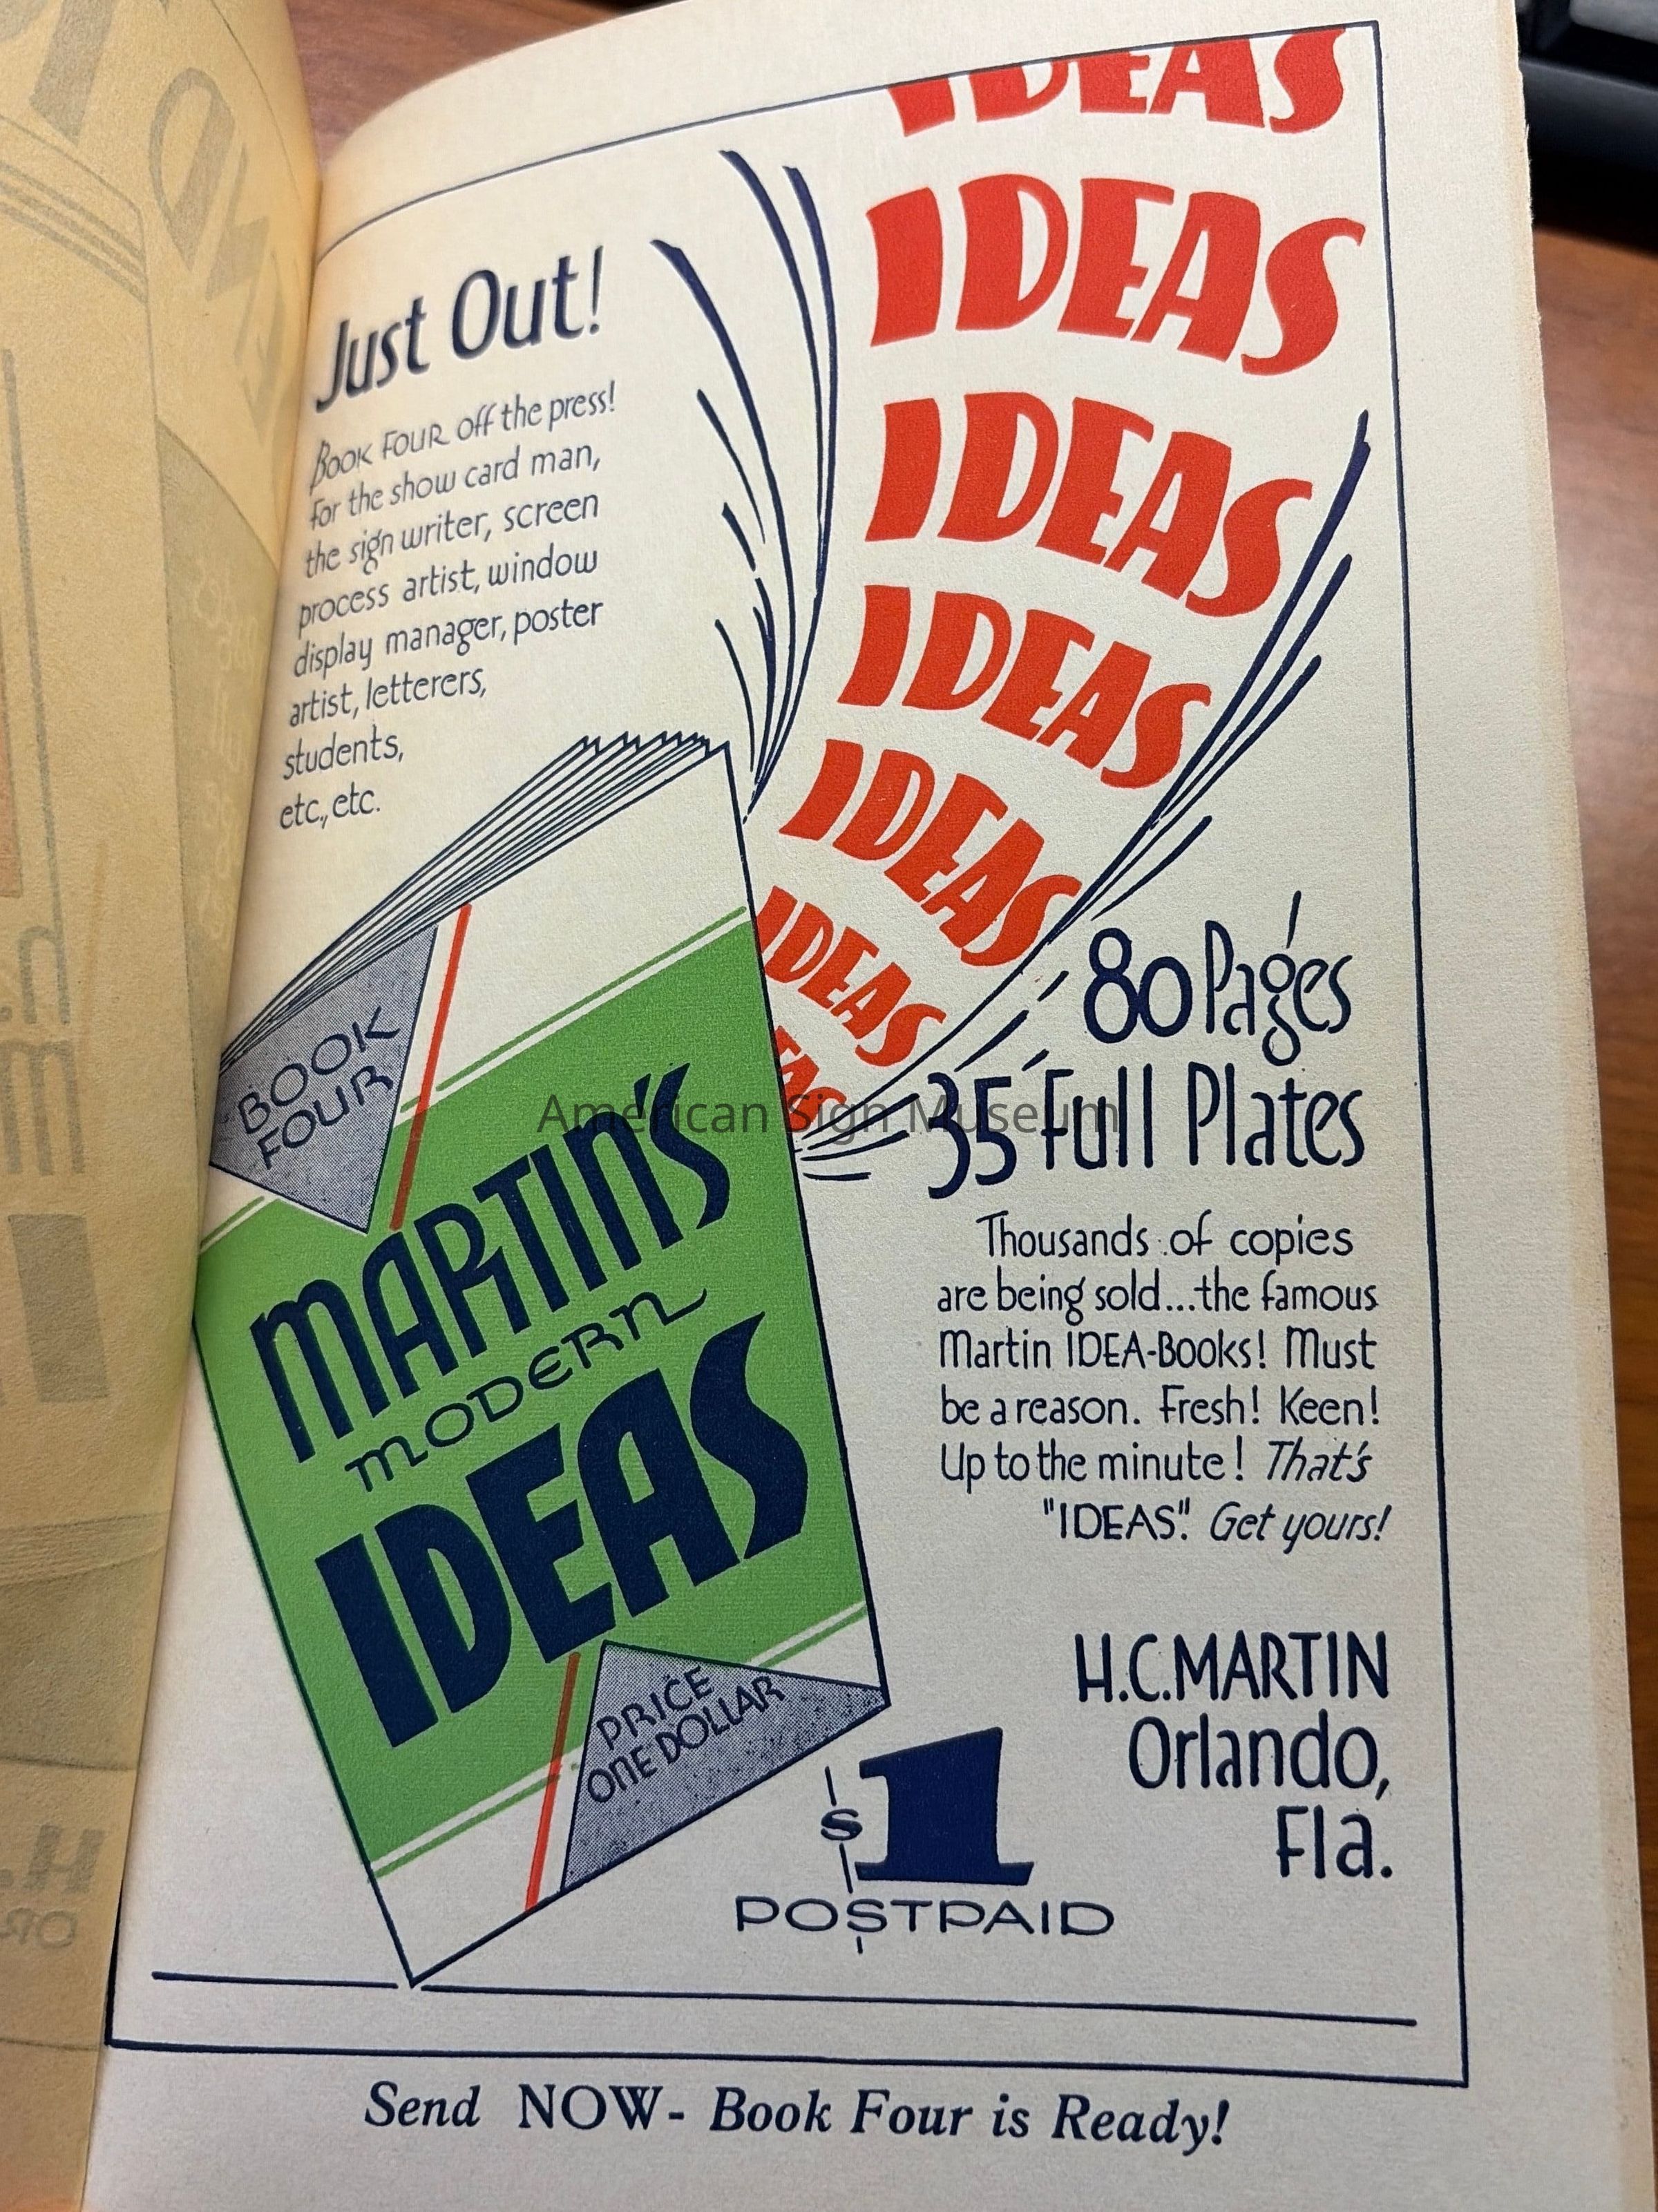 IDEAS
IDEAS
IDEAS
IDEAS
IDEAS
IDEAS
EAS
Just Out!
Book Four off the press!
For the show card man,
the sign writer, screen
process artist, window
display manager, poster
artist, letterers,
students,
etc., etc.
BOOK
FOUR
MARTIN'S
MODERN
IDEAS
PRICE
ONE DOLLAR
American Sign Museum
80 Pages
35 Full Plates
Thousands of copies
are being sold...the famous
Martin IDEA-BOOKS! Must
be a reason. Fresh! Keen!
Up to the minute! That's
"IDEAS". Get yours!
H.C. MARTIN
Orlando,
Fla.
$1
POSTPAID
Send NOW- Book Four is Ready!